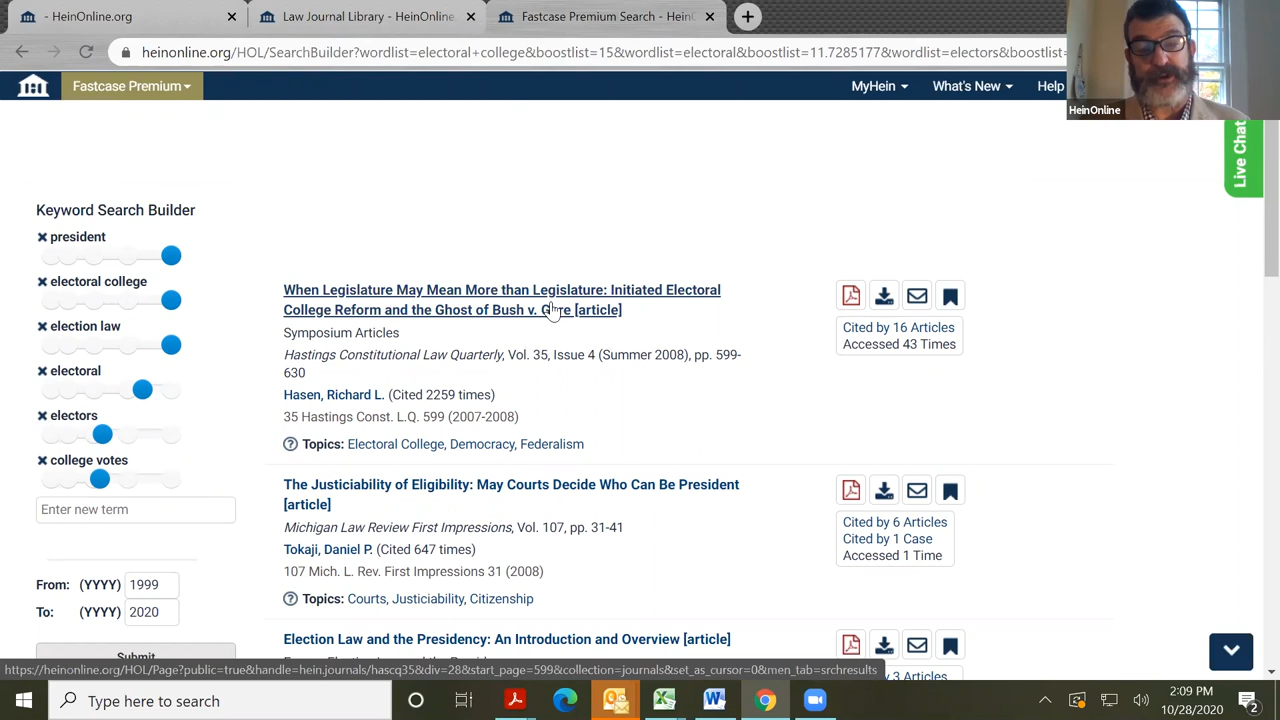 - HeinOnline.org
Law Journal Library - HeinOnline.
Fastcase Premium Search - HeinO
heinonline.org/HOL/SearchBuilder?wordlist=electoral+college&boostlist=15&wordlist=electoral&boostlist=11.7285177&wordlist=electors&boostlis
Fastcase Premium
MyHein
What's New
Help
HeinOnline
Live Chat
Keyword Search Builder
president
electoral college
election law
electoral
electors
college votes
Enter new term
From: (YYYY) 1999
To: (YYYY) 2020
Submit
When Legislature May Mean More than Legislature: Initiated Electoral
College Reform and the Ghost of Bush v. Gore [article]
Symposium Articles
Hastings Constitutional Law Quarterly, Vol. 35, Issue 4 (Summer 2008), pp. 599-
630
Hasen, Richard L. (Cited 2259 times)
35 Hastings Const. L.Q. 599 (2007-2008)
Topics: Electoral College, Democracy, Federalism
Cited by 16 Articles
Accessed 43 Times
The Justiciability of Eligibility: May Courts Decide Who Can Be President
[article]
Michigan Law Review First Impressions, Vol. 107, pp. 31-41
Tokaji, Daniel P. (Cited 647 times)
107 Mich. L. Rev. First Impressions 31 (2008)
Topics: Courts, Justiciability, Citizenship
Cited by 6 Articles
Cited by 1 Case
Accessed 1 Time
Election Law and the Presidency: An Introduction and Overview [article]
3 Articles
https://heinonline.org/HOL/Page?public=true&handle=hein.journals/hascq35&div=28&start_page=599&collection=journals&set_as_cursor=0&men_tab=srchresults
Type here to search
2:09 PM
10/28/2020
2